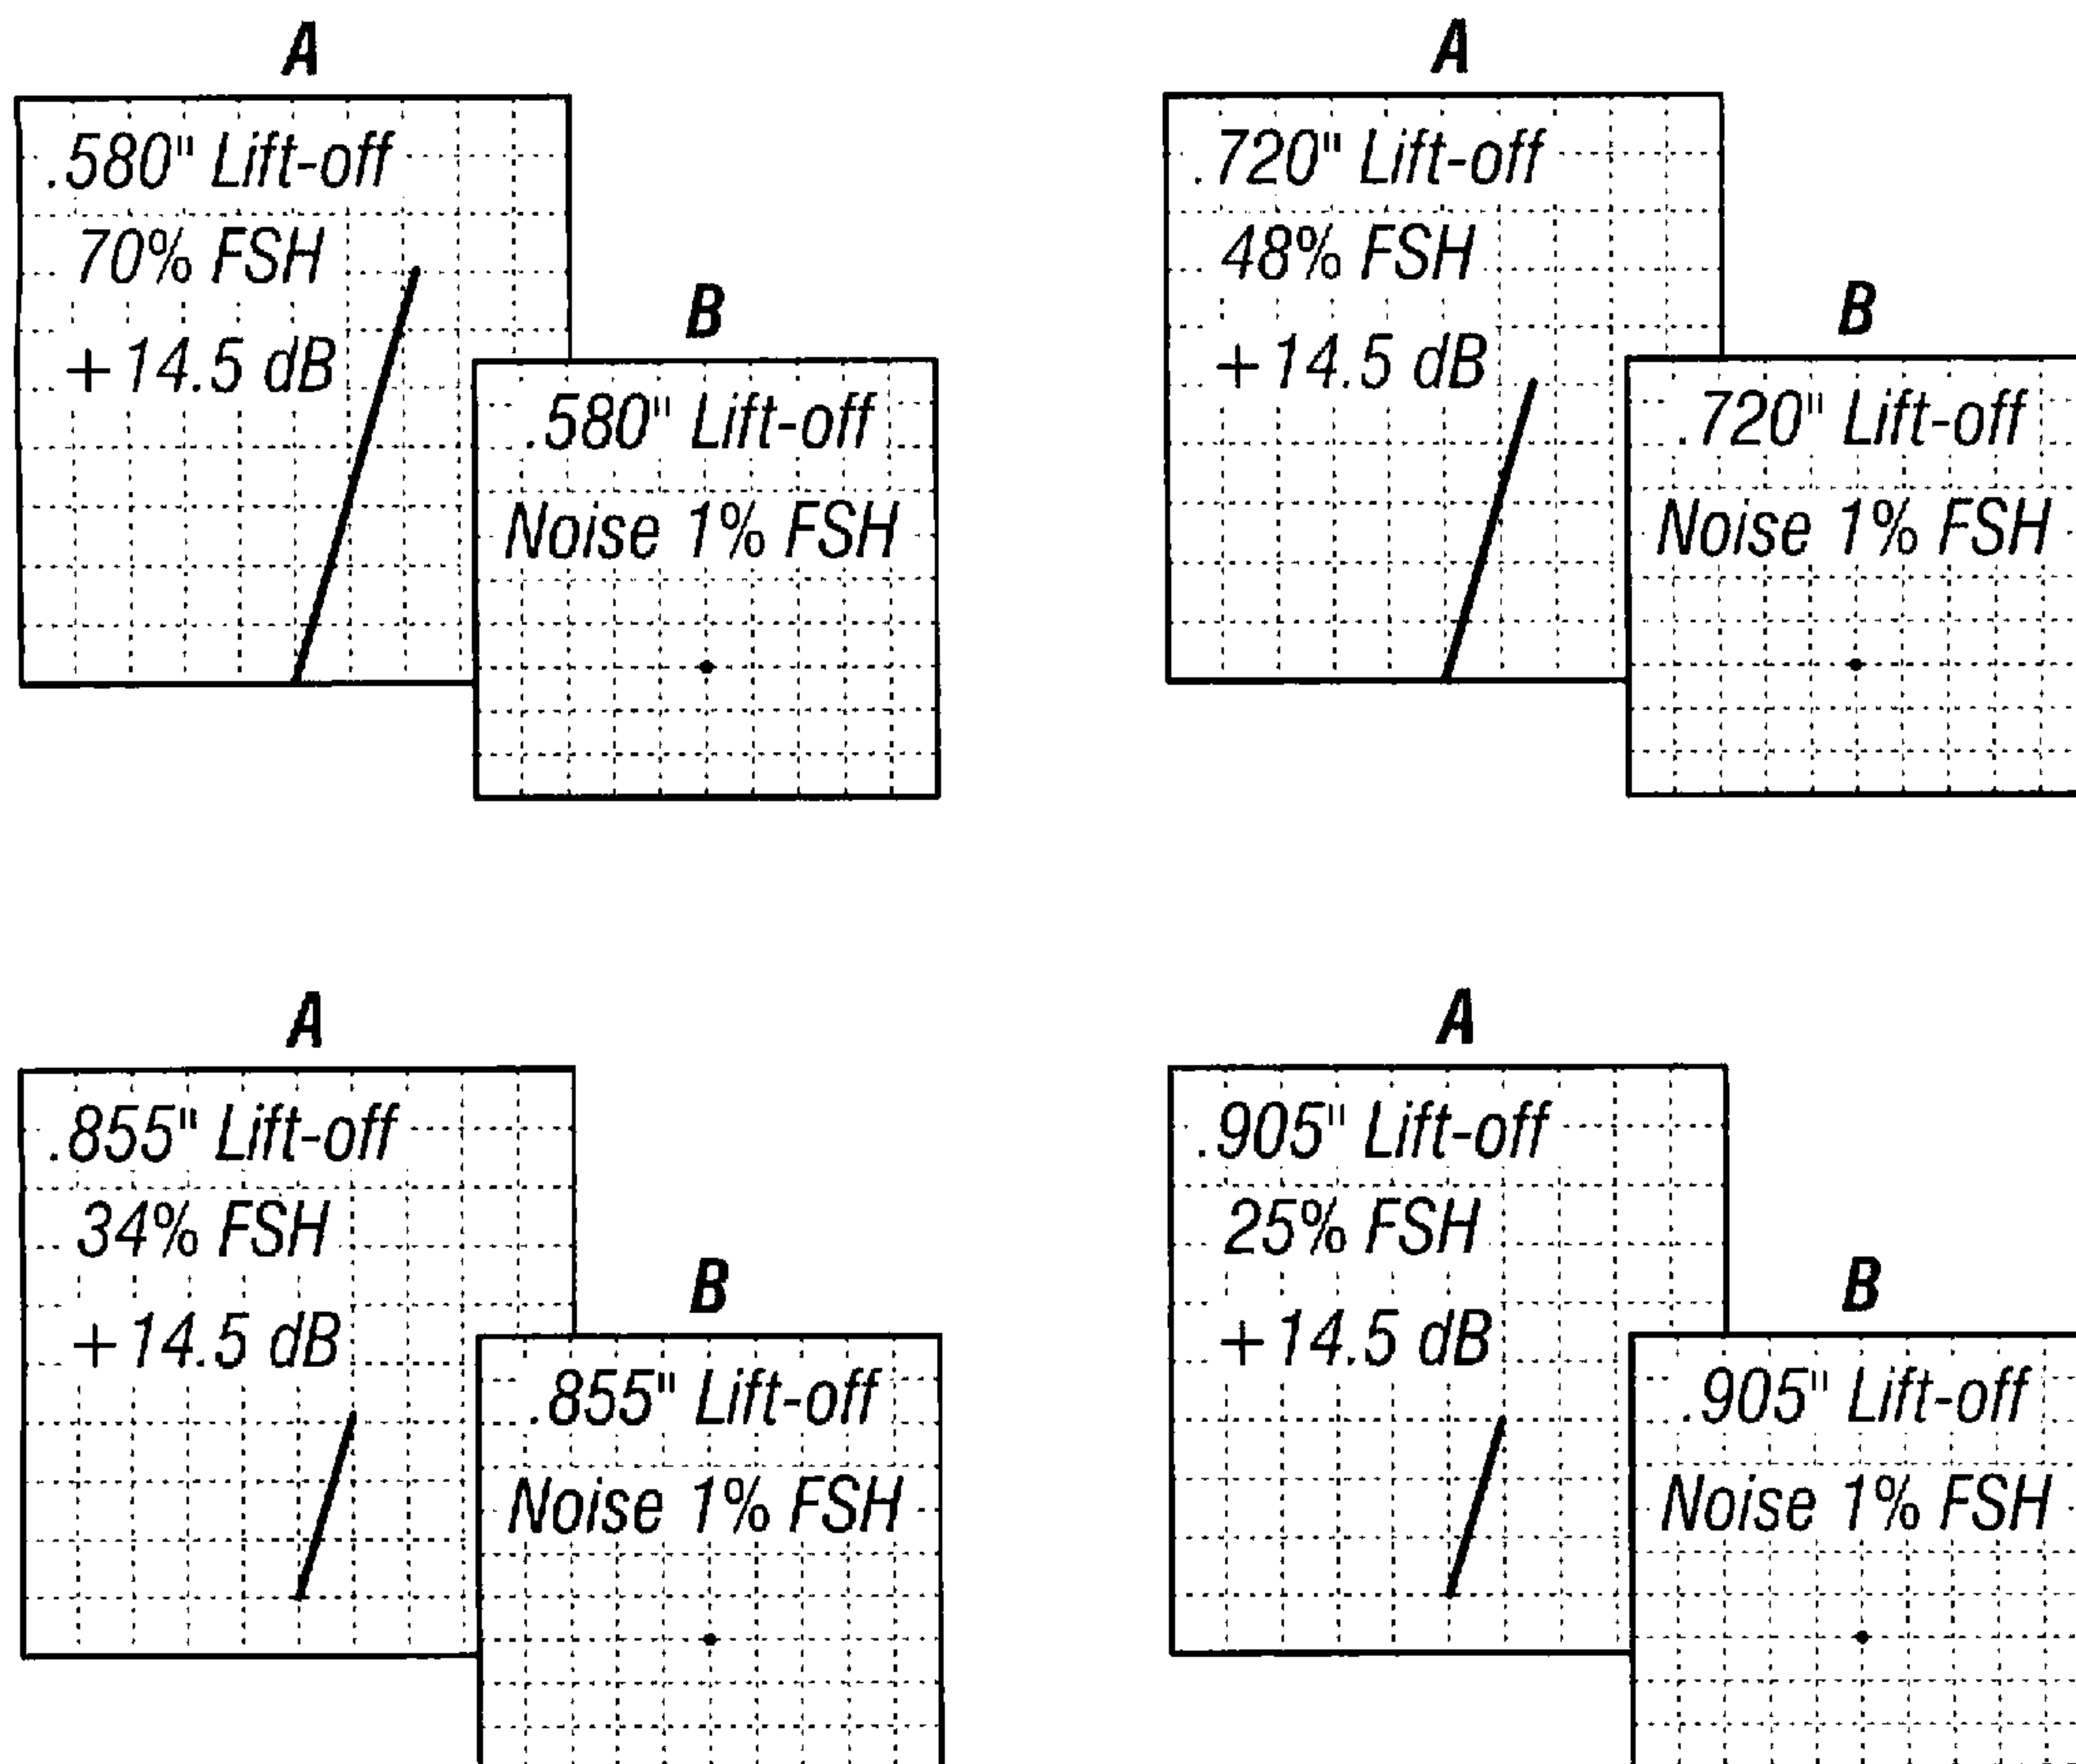 A
.580" Lift-off
70% FSH
+14.5 dB
B
.580" Lift-off
Noise 1% FSH
A
.720" Lift-off
48% FSH
+14.5 dB
B
.720" Lift-off
Noise 1% FSH
A
.855" Lift-off
34% FSH
+14.5 dB
B
.855" Lift-off
Noise 1% FSH
A
.905" Lift-off
25% FSH
+14.5 dB
B
.905" Lift-off
Noise 1% FSH